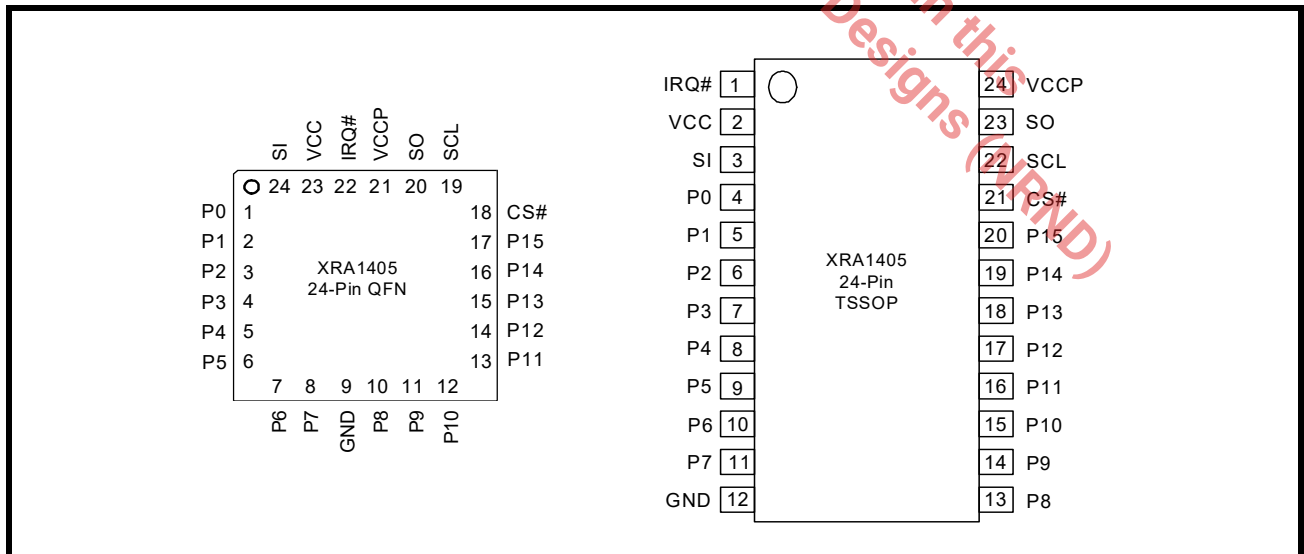 in this
Designs (NRND)
SI VCC IRQ# VCCP SO SCL
24 23 22 21 20 19
P0 1 18 CS#
P1 2 17 P15
P2 3 16 P14
P3 4 15 P13
P4 5 14 P12
P5 6 13 P11
XRA1405
24-Pin QFN
7 8 9 10 11 12
P6 P7 GND P8 P9 P10
IRQ# 1 24 VCCP
VCC 2 23 SO
SI 3 22 SCL
P0 4 21 CS#
P1 5 20 P15
P2 6 19 P14
P3 7 18 P13
P4 8 17 P12
P5 9 16 P11
P6 10 15 P10
P7 11 14 P9
GND 12 13 P8
XRA1405
24-Pin
TSSOP